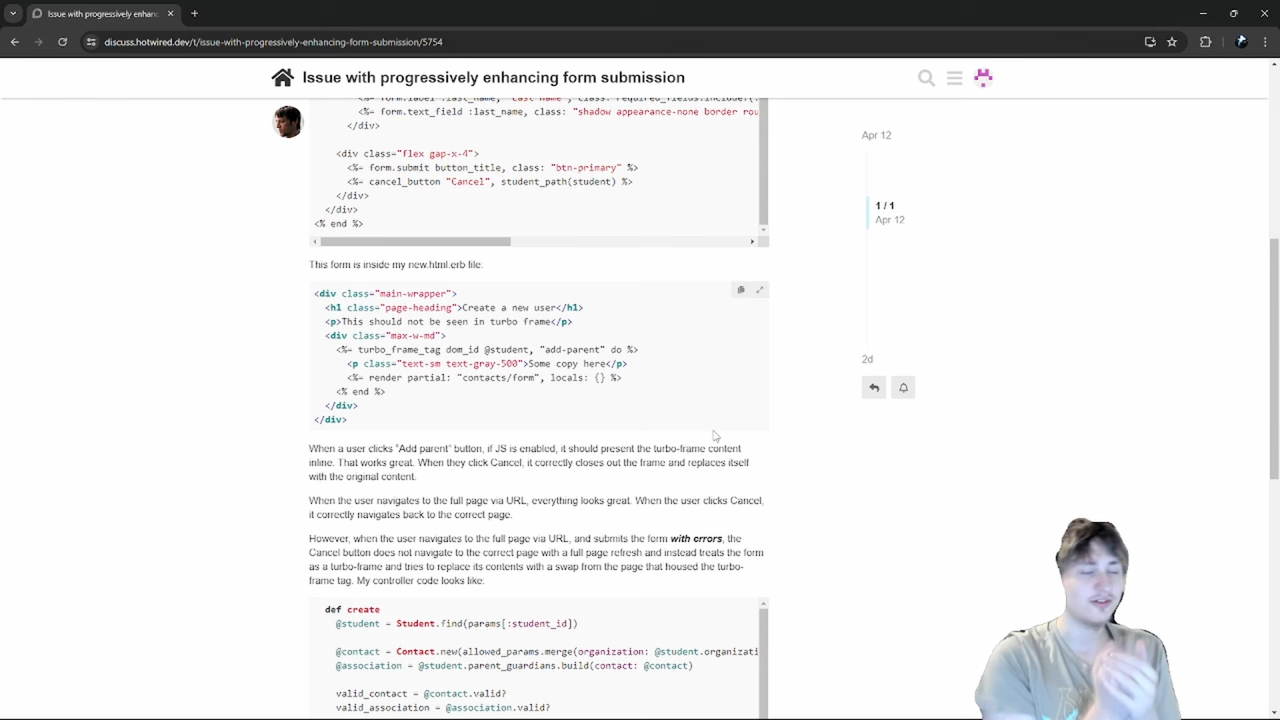 Issue with progressively enhanc
discuss.hotwired.dev/t/issue-with-progressively-enhancing-form-submission/5754
Issue with progressively enhancing form submission
<%= form.text_field :last_name, class: "shadow appearance-none border rou
</div>
<div class="flex gap-x-4">
<%= form.submit button_title, class: "btn-primary" %>
<%= cancel_button "Cancel", student_path(student) %>
</div>
</div>
<% end %>
This form is inside my new.html.erb file:
<div class="main-wrapper">
<h1 class="page-heading">Create a new user</h1>
<p>This should not be seen in turbo frame</p>
<div class="max-w-md">
<%= turbo_frame_tag dom_id @student, "add-parent" do %>
<p class="text-sm text-gray-500">Some copy here</p>
<%= render partial: "contacts/form", locals: {} %>
<% end %>
</div>
</div>
When a user clicks "Add parent" button, if JS is enabled, it should present the turbo-frame content
inline. That works great. When they click Cancel, it correctly closes out the frame and replaces itself
with the original content.
When the user navigates to the full page via URL, everything looks great. When the user clicks Cancel,
it correctly navigates back to the correct page.
However, when the user navigates to the full page via URL, and submits the form with errors, the
Cancel button does not navigate to the correct page with a full page refresh and instead treats the form
as a turbo-frame and tries to replace its contents with a swap from the page that housed the turbo-
frame tag. My controller code looks like:
def create
@student = Student.find(params[:student_id])
@contact = Contact.new(allowed_params.merge(organization: @student.organizati
@association = @student.parent_guardians.build(contact: @contact)
valid_contact = @contact.valid?
valid_association = @association.valid?
Apr 12
1 / 1
Apr 12
2d